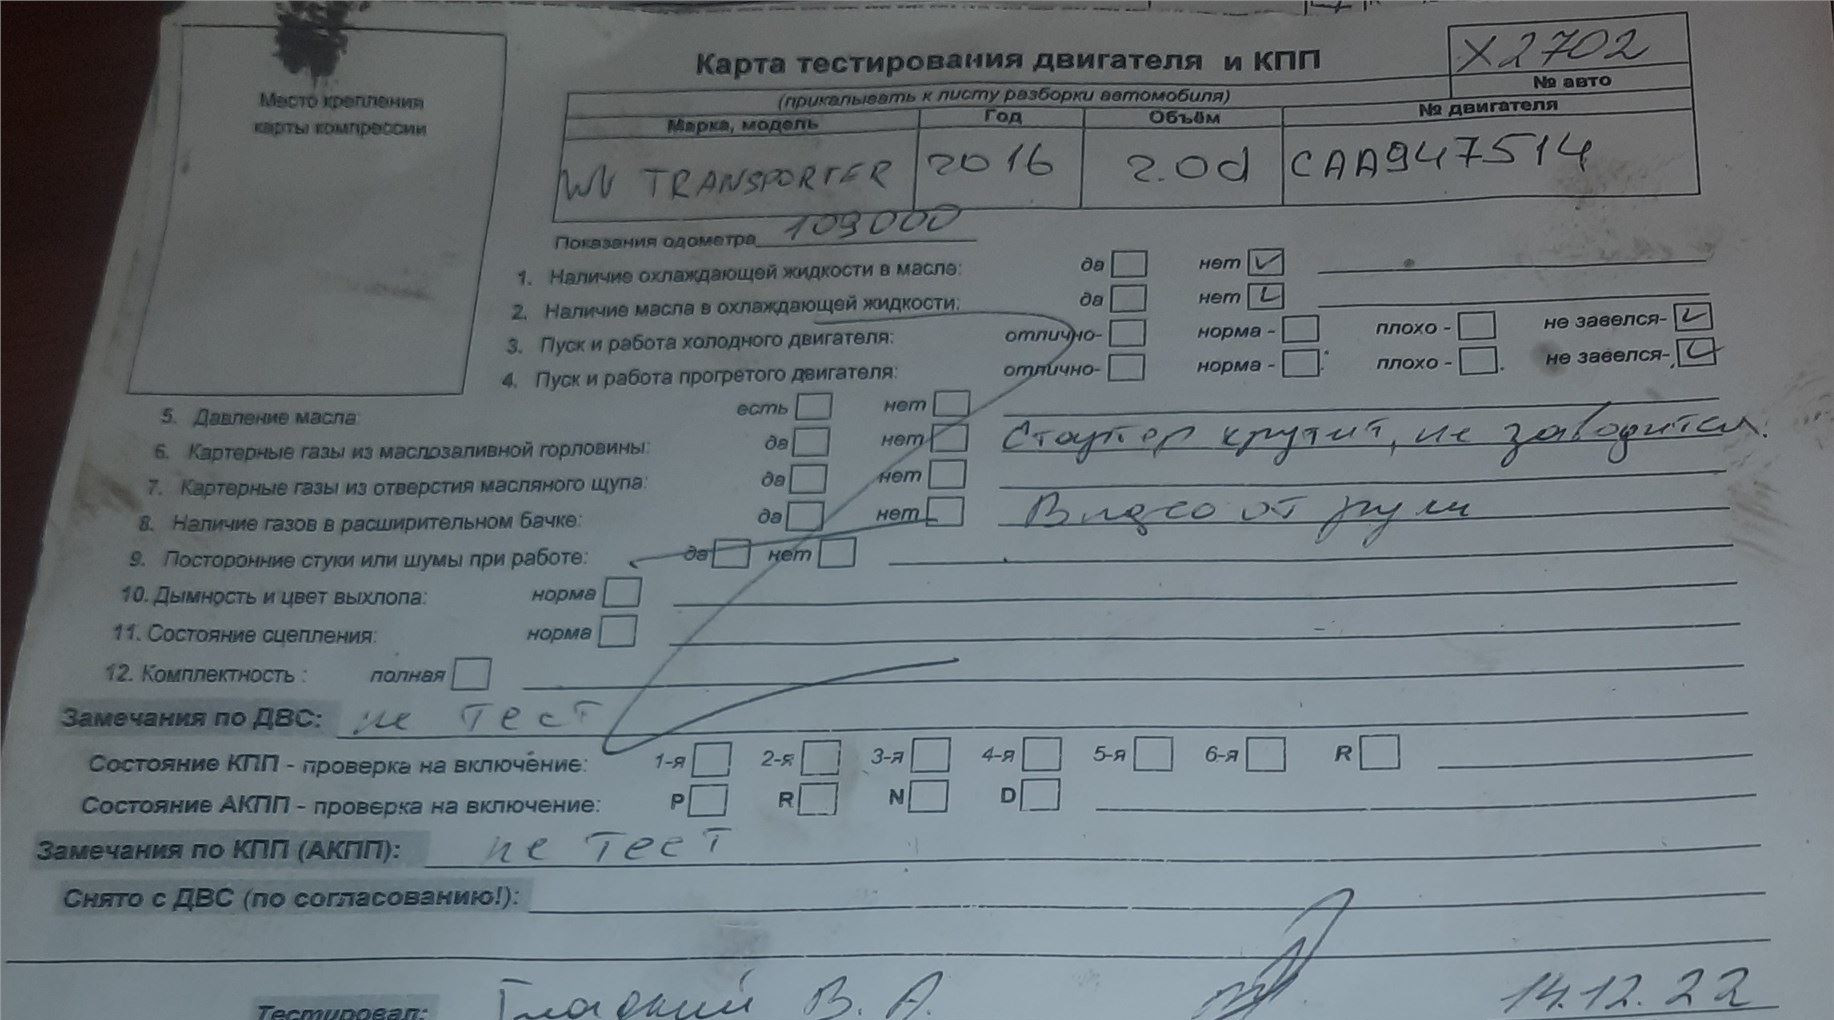 Место крепления
карты компрессии
Карта тестирования двигателя и КПП
X2702
№ авто
(прикалывать к листу разборки автомобиля)
Марка, модель Год Объём № двигателя
WV TRANSPORTER 2016 2.0d CAA947514
Показания одометра 109000
1. Наличие охлаждающей жидкости в масле: да нет
2. Наличие масла в охлаждающей жидкости: да нет
3. Пуск и работа холодного двигателя: отлично- норма - плохо - не завелся-
4. Пуск и работа прогретого двигателя: отлично- норма - плохо - не завелся-
5. Давление масла: есть нет
6. Картерные газы из маслозаливной горловины: да нет Стартер крутит, не заводится.
7. Картерные газы из отверстия масляного щупа: да нет
8. Наличие газов в расширительном бачке: да нет Видео от
9. Посторонние стуки или шумы при работе: да нет
10. Дымность и цвет выхлопа: норма
11. Состояние сцепления: норма
12. Комплектность : полная
Замечания по ДВС: не тест
Состояние КПП - проверка на включение: 1-я 2-я 3-я 4-я 5-я 6-я R
Состояние АКПП - проверка на включение: P R N D
Замечания по КПП (АКПП): не тест
Снято с ДВС (по согласованию!):
Тестировал: Гладкий В. А. 14.12.22